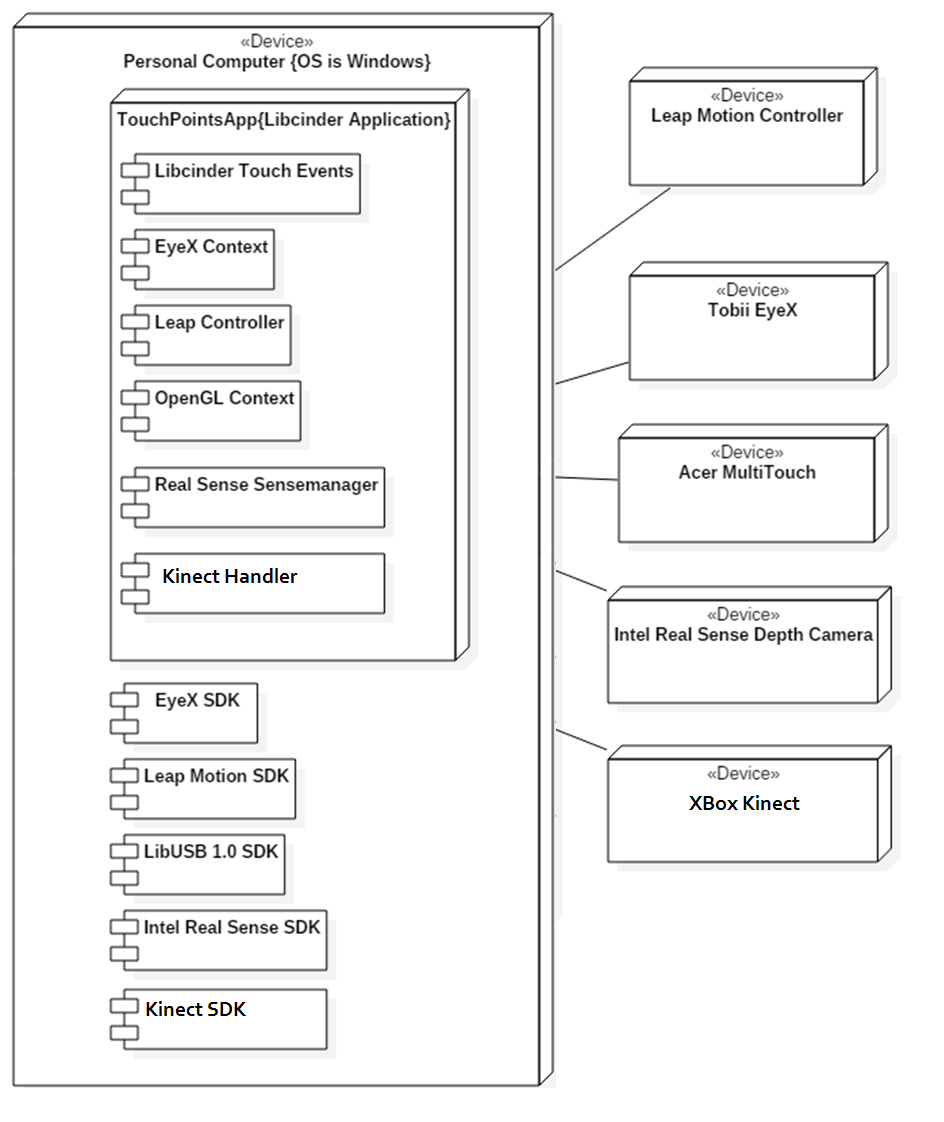 «Device»
Personal Computer {OS is Windows}
TouchPointsApp{Libcinder Application}
Libcinder Touch Events
EyeX Context
Leap Controller
OpenGL Context
Real Sense Sensemanager
Kinect Handler
EyeX SDK
Leap Motion SDK
LibUSB 1.0 SDK
Intel Real Sense SDK
Kinect SDK
«Device»
Leap Motion Controller
«Device»
Tobii EyeX
«Device»
Acer MultiTouch
«Device»
Intel Real Sense Depth Camera
«Device»
XBox Kinect